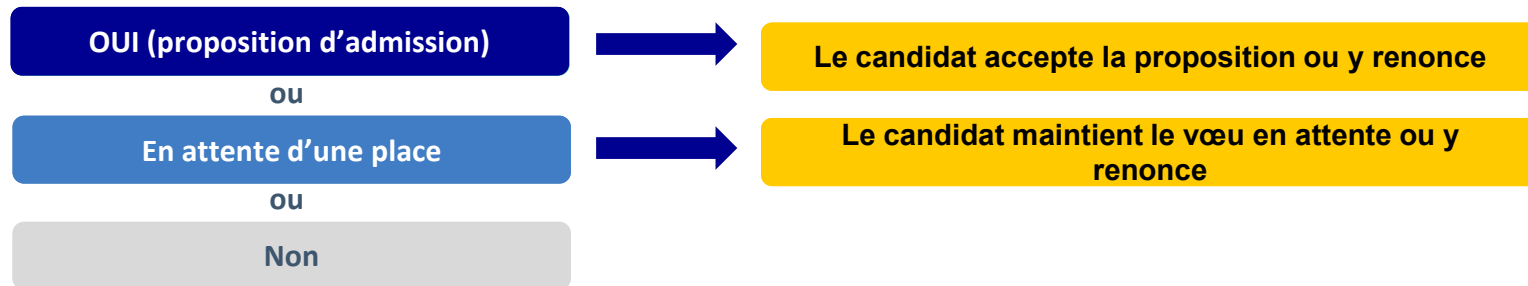 OUI (proposition d’admission)
Le candidat accepte la proposition ou y renonce
ou
En attente d’une place
Le candidat maintient le vœu en attente ou y
renonce
ou
Non